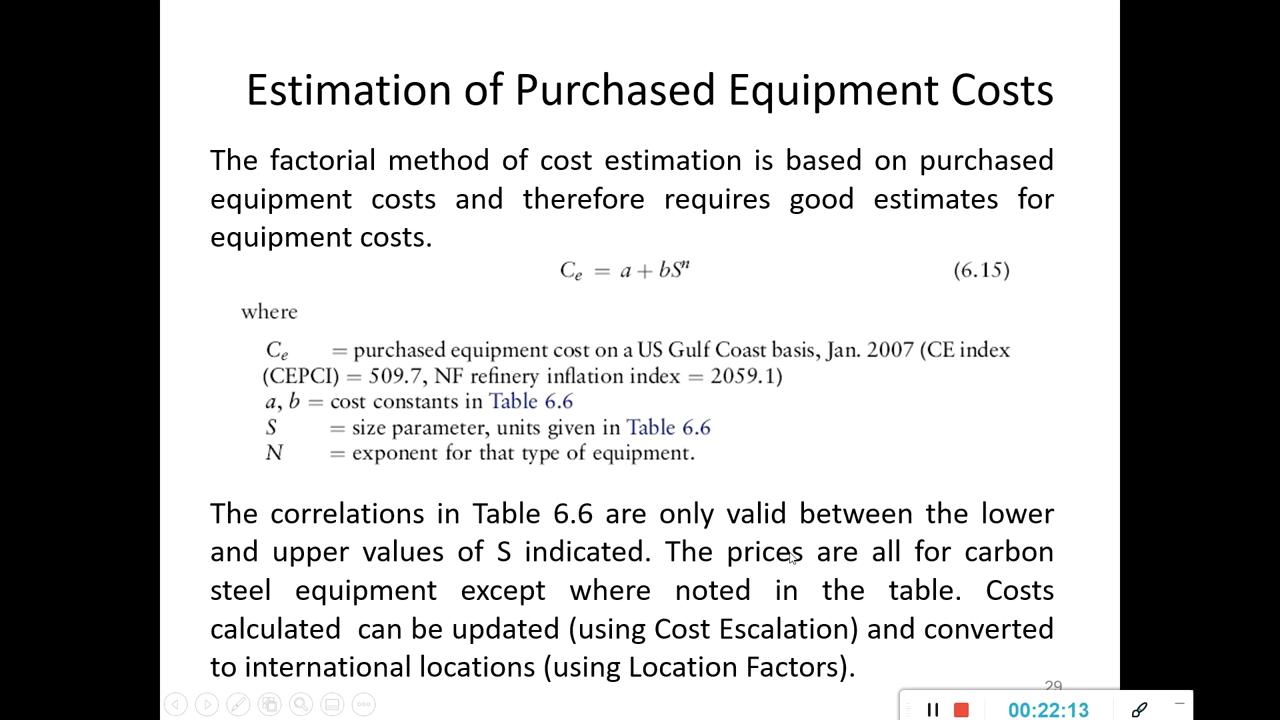 Estimation of Purchased Equipment Costs
The factorial method of cost estimation is based on purchased
equipment costs and therefore requires good estimates for
equipment costs.
Cₑ = a + bSⁿ (6.15)
where
Cₑ = purchased equipment cost on a US Gulf Coast basis, Jan. 2007 (CE index
(CEPCI) = 509.7, NF refinery inflation index = 2059.1)
a, b = cost constants in Table 6.6
S = size parameter, units given in Table 6.6
N = exponent for that type of equipment.
The correlations in Table 6.6 are only valid between the lower
and upper values of S indicated. The prices are all for carbon
steel equipment except where noted in the table. Costs
calculated can be updated (using Cost Escalation) and converted
to international locations (using Location Factors).
29
00:22:13